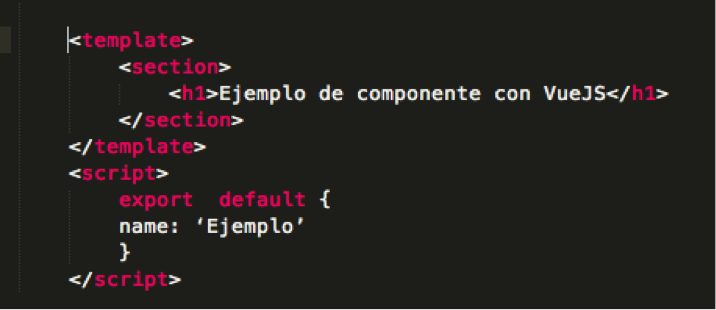 <template>
<section>
<h1>Ejemplo de componente con VueJS</h1>
</section>
</template>
<script>
export  default {
name: ‘Ejemplo’
}
</script>